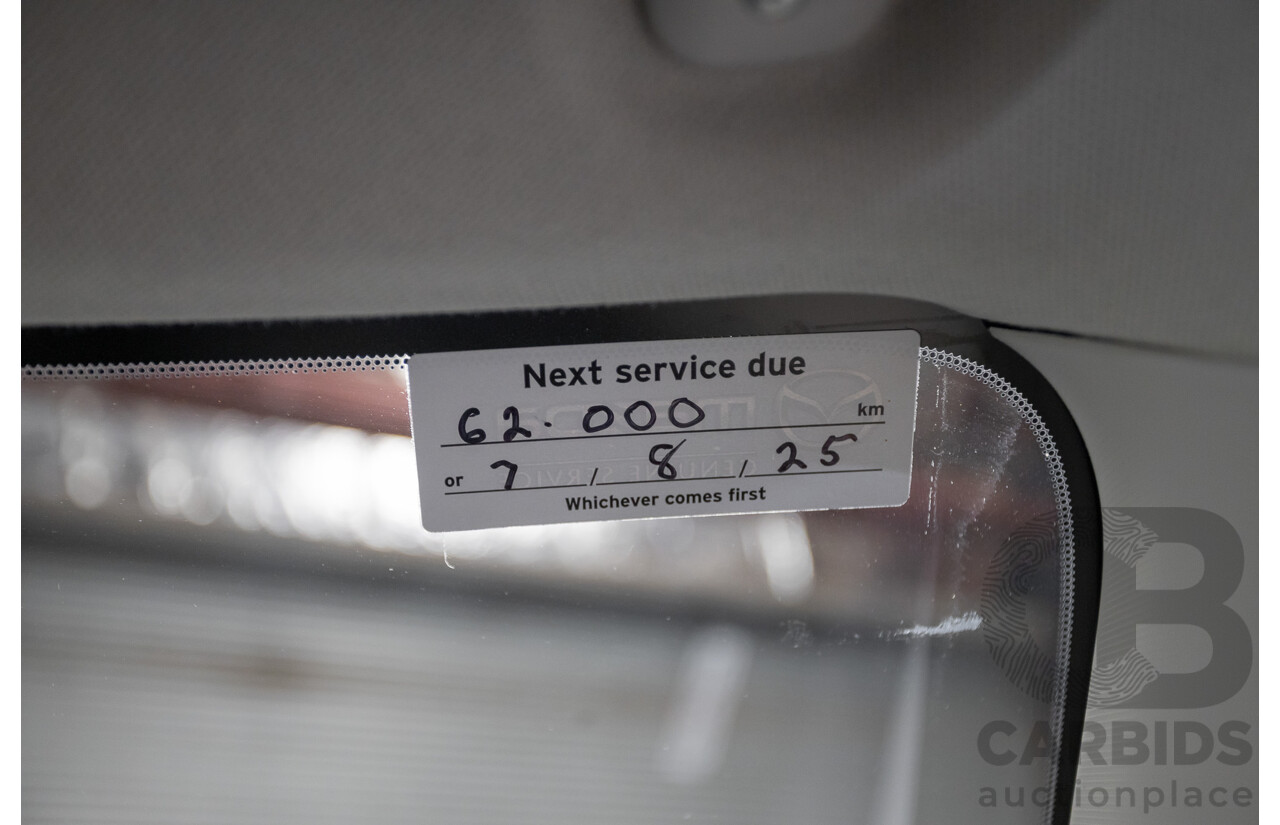 Next service due
62.000 km
or 7 / 8 / 25
Whichever comes first
CARBIDS
auctionplace